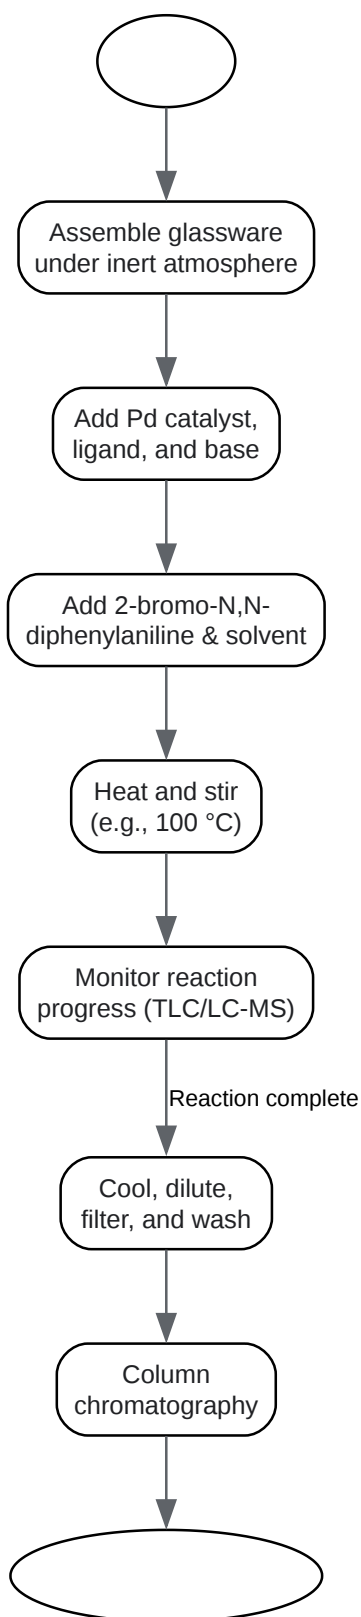 Assemble glassware
under inert atmosphere
Add Pd catalyst,
ligand, and base
Add 2-bromo-N,N-
diphenylaniline & solvent
Heat and stir
(e.g., 100 °C)
Monitor reaction
progress (TLC/LC-MS)
Reaction complete
Cool, dilute,
filter, and wash
Column
chromatography